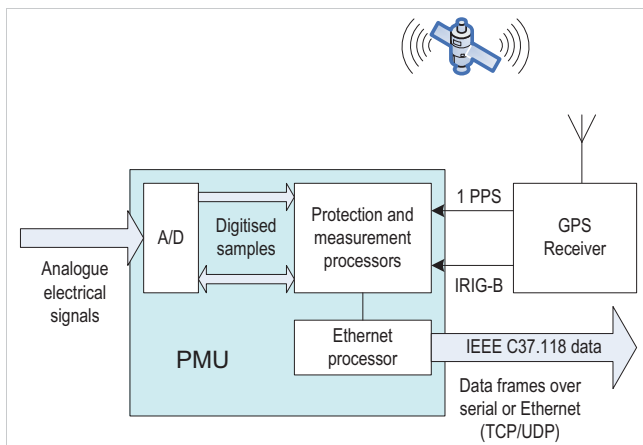 A/D
Digitised
samples
Protection and
measurement
processors
1 PPS
IRIG-B
GPS
Receiver
Analogue
electrical
signals
PMU
Ethernet
processor
IEEE C37.118 data
Data frames over
serial or Ethernet
(TCP/UDP)